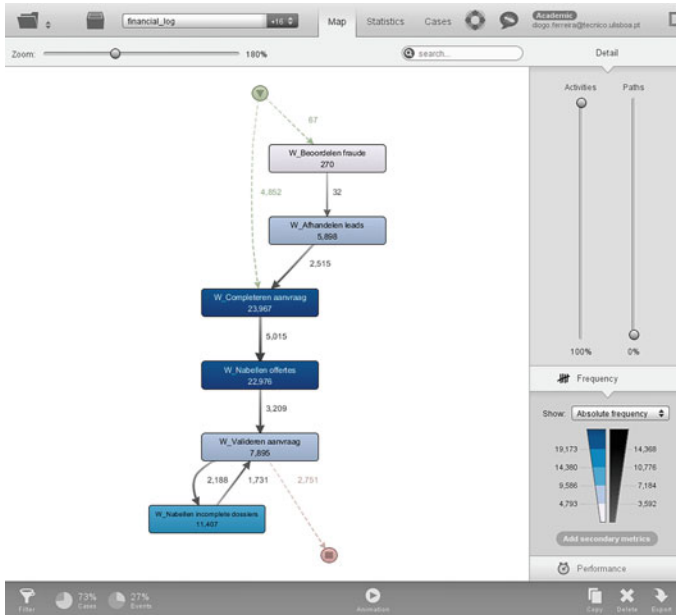 financial_log
+16
Map
Statistics
Cases
Academic
diogo.ferreira@tecnico.ulisboa.pt
Zoom:
180%
search...
Detail
Activities
Paths
67
W_Beoordelen fraude
270
4,852
32
W_Afhandelen leads
5,898
2,515
W_Completeren aanvraag
23,967
5,015
W_Nabellen offertes
22,976
3,209
W_Valideren aanvraag
7,895
2,188
1,731
2,751
W_Nabellen incomplete dossiers
11,407
100%
0%
Frequency
Show:
Absolute frequency
19,173
14,368
14,380
10,776
9,586
7,184
4,793
3,592
Add secondary metrics
Performance
Filter
73%
Cases
27%
Events
Animation
Copy
Delete
Export